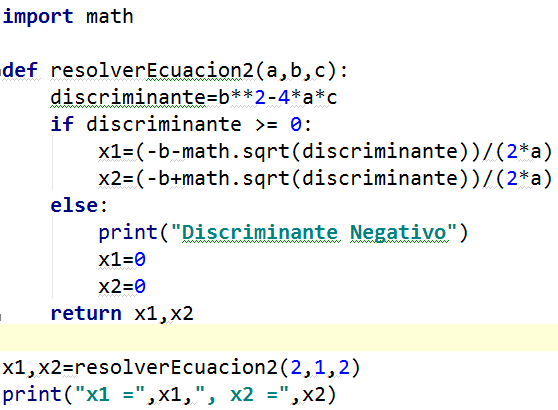 import math
def resolverEcuacion2(a,b,c):
    discriminante=b**2-4*a*c
    if discriminante >= 0:
        x1=(-b-math.sqrt(discriminante))/(2*a)
        x2=(-b+math.sqrt(discriminante))/(2*a)
    else:
        print("Discriminante Negativo")
        x1=0
        x2=0
    return x1,x2
x1,x2=resolverEcuacion2(2,1,2)
print("x1 =",x1,", x2 =",x2)